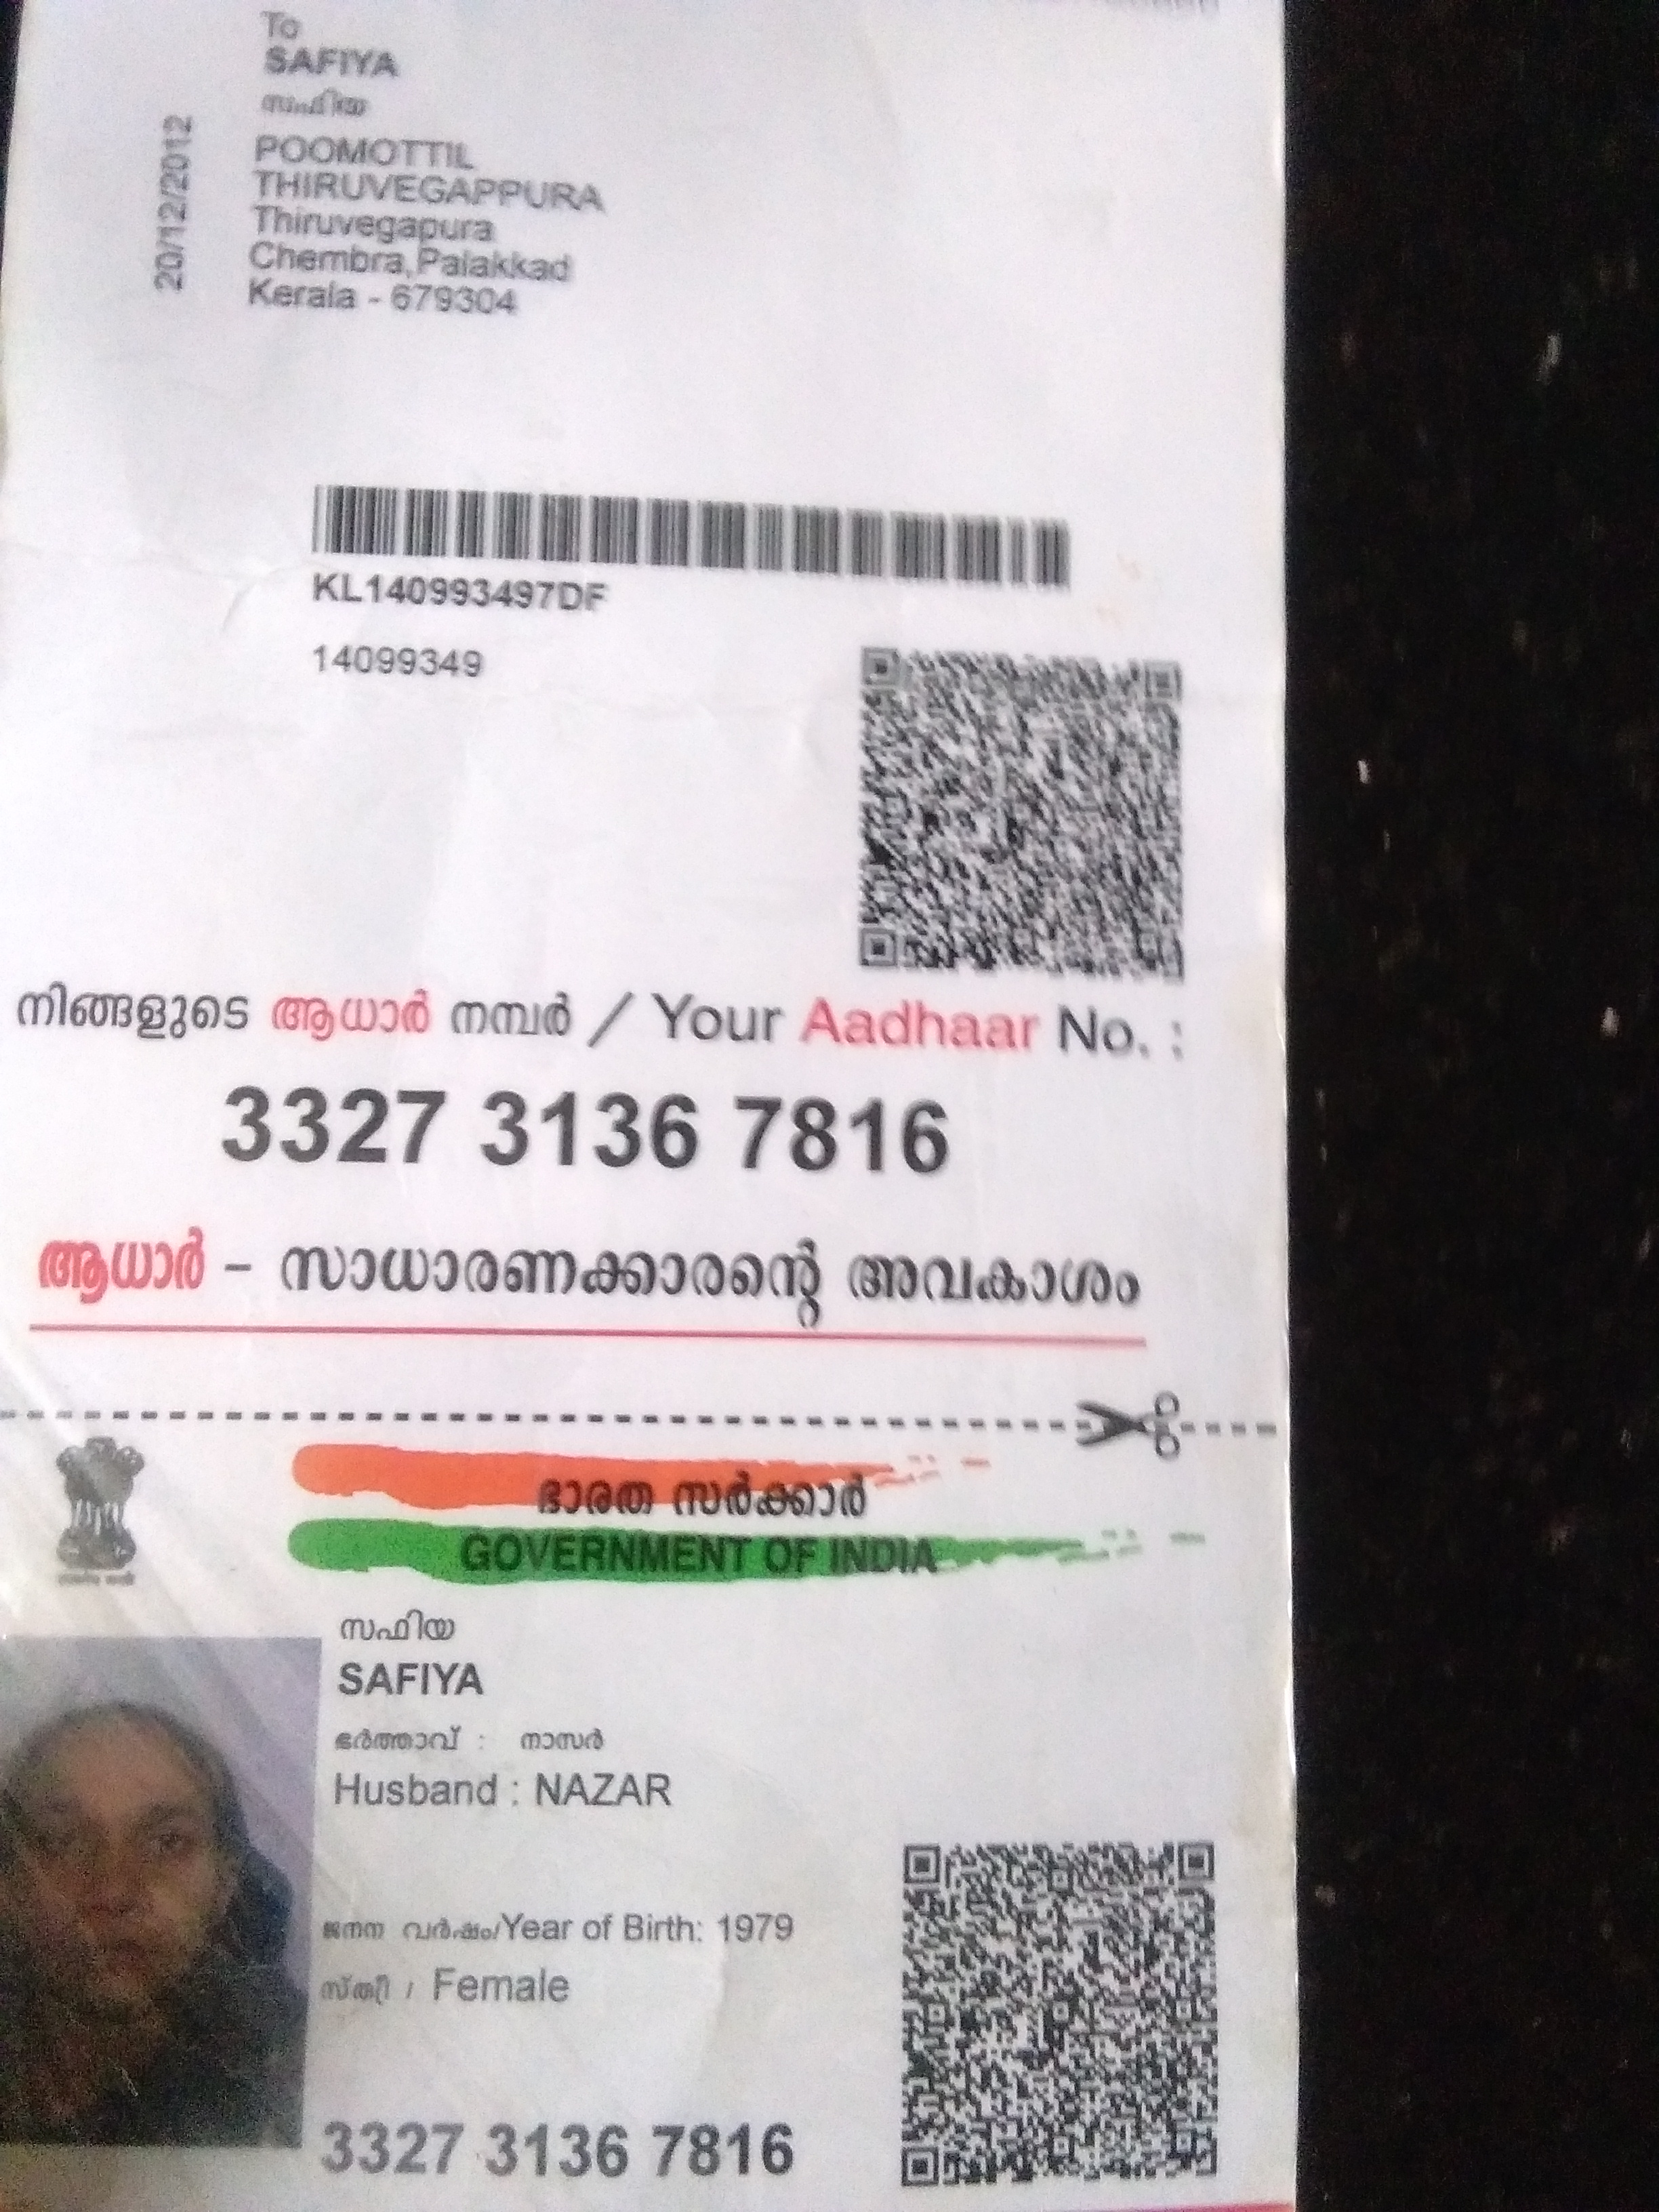 To
SAFIYA
സഫിയ
POOMOTTIL
THIRUVEGAPPURA
Thiruvegapura
Chembra,Palakkad
Kerala - 679304
20/12/2012
KL140993497DF
14099349
നിങ്ങളുടെ ആധാർ നമ്പർ / Your Aadhaar No. :
3327 3136 7816
ആധാർ – സാധാരണക്കാരന്റെ അവകാശം
ഭാരത സർക്കാർ
GOVERNMENT OF INDIA
സഫിയ
SAFIYA
ഭർത്താവ് : നാസർ
Husband : NAZAR
ജനന വർഷം/Year of Birth: 1979
സ്ത്രീ / Female
3327 3136 7816